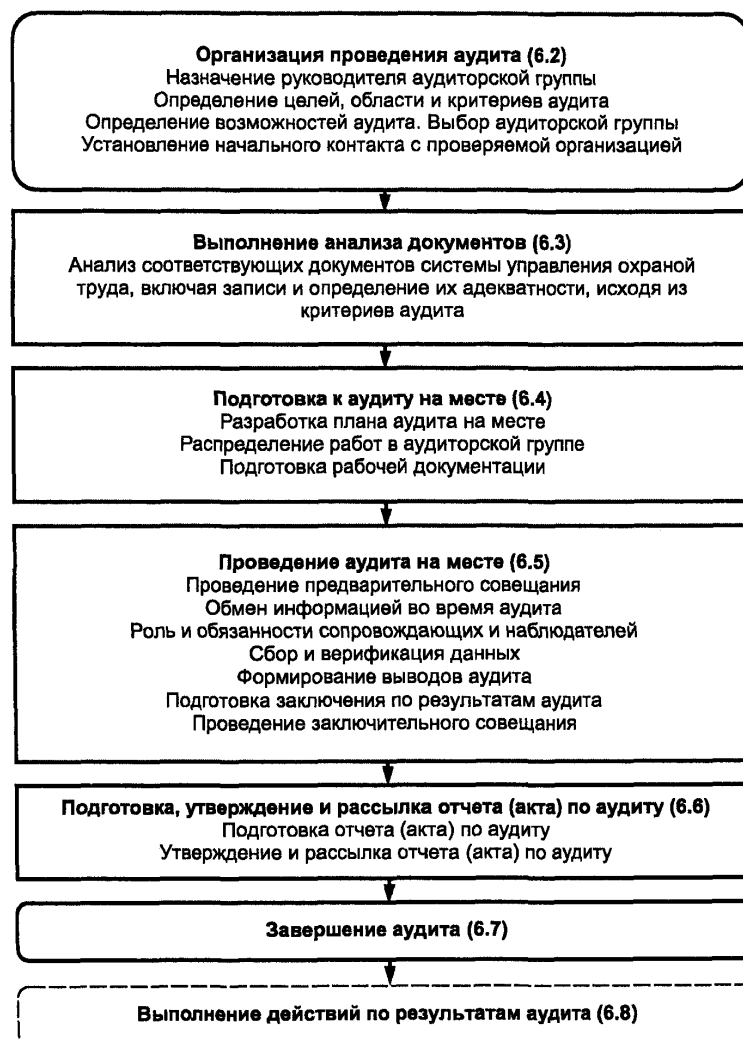 Организация проведения аудита (6.2)
Назначение руководителя аудиторской группы
Определение целей, области и критериев аудита
Определение возможностей аудита. Выбор аудиторской группы
Установление начального контакта с проверяемой организацией
Выполнение анализа документов (6.3)
Анализ соответствующих документов системы управления охраной
труда, включая записи и определение их адекватности, исходя из
критериев аудита
Подготовка к аудиту на месте (6.4)
Разработка плана аудита на месте
Распределение работ в аудиторской группе
Подготовка рабочей документации
Проведение аудита на месте (6.5)
Проведение предварительного совещания
Обмен информацией во время аудита
Роль и обязанности сопровождающих и наблюдателей
Сбор и верификация данных
Формирование выводов аудита
Подготовка заключения по результатам аудита
Проведение заключительного совещания
Подготовка, утверждение и рассылка отчета (акта) по аудиту (6.6)
Подготовка отчета (акта) по аудиту
Утверждение и рассылка отчета (акта) по аудиту
Завершение аудита (6.7)
Выполнение действий по результатам аудита (6.8)